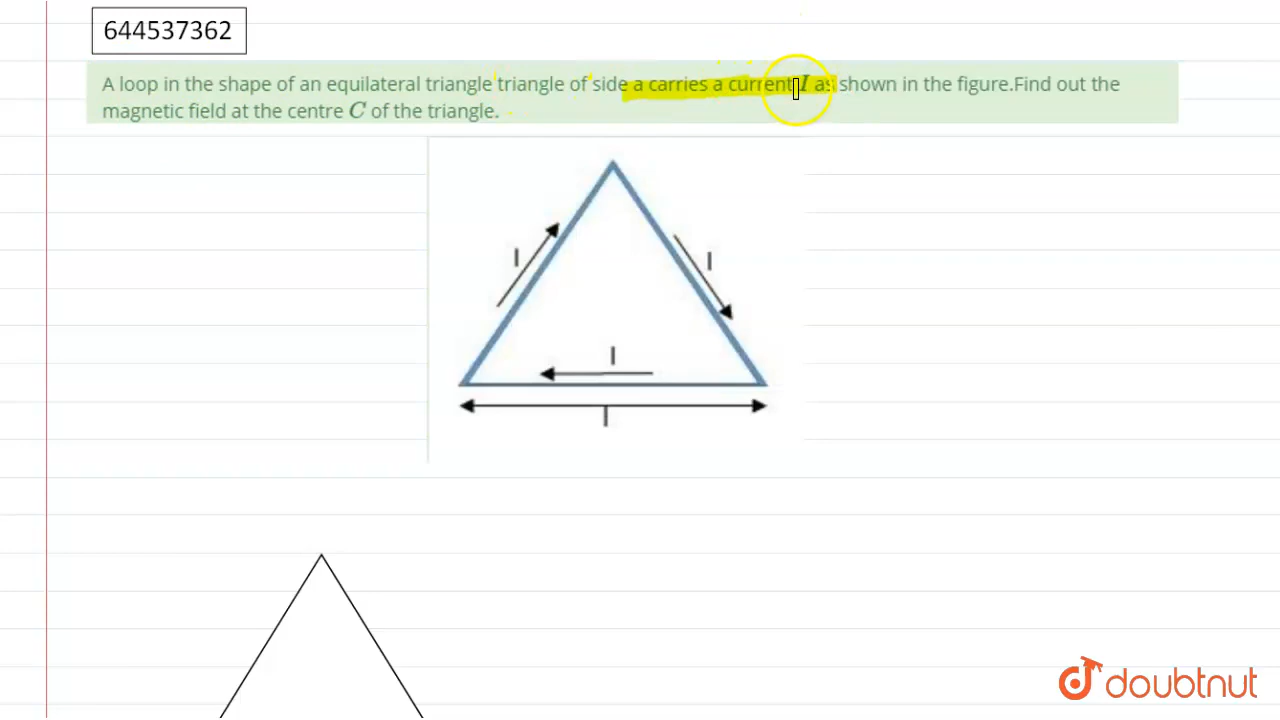 644537362
A loop in the shape of an equilateral triangle triangle of side a carries a current I as shown in the figure.Find out the
magnetic field at the centre C of the triangle.
I
I
I
l
doubtnut